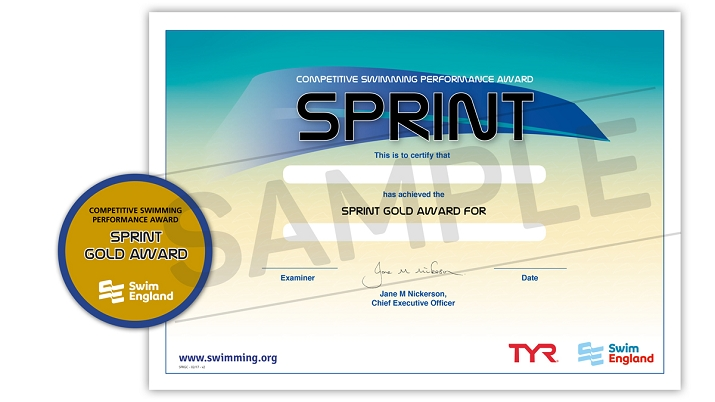 COMPETITIVE SWIMMING PERFORMANCE AWARD
SPRINT
This is to certify that
has achieved the
SPRINT GOLD AWARD FOR
SAMPLE
Examiner
Jane M Nickerson
Date
Jane M Nickerson,
Chief Executive Officer
www.swimming.org
TYR
Swim
England
COMPETITIVE SWIMMING
PERFORMANCE AWARD
SPRINT
GOLD AWARD
Swim
England